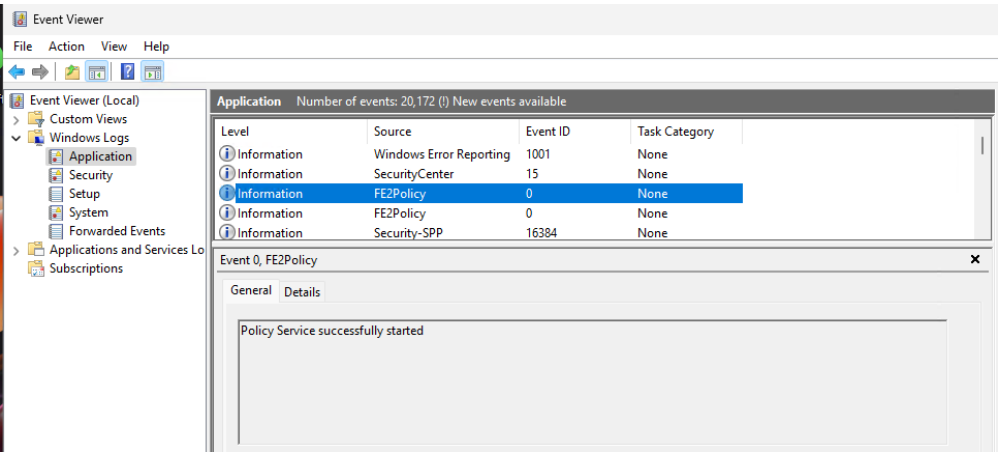 Event Viewer
File Action View Help
Event Viewer (Local)
Custom Views
Windows Logs
Application
Security
Setup
System
Forwarded Events
Applications and Services Lo
Subscriptions
Application Number of events: 20,172 (!) New events available
Level Source Event ID Task Category
Information Windows Error Reporting 1001 None
Information SecurityCenter 15 None
Information FE2Policy 0 None
Information FE2Policy 0 None
Information Security-SPP 16384 None
Event 0, FE2Policy
General Details
Policy Service successfully started